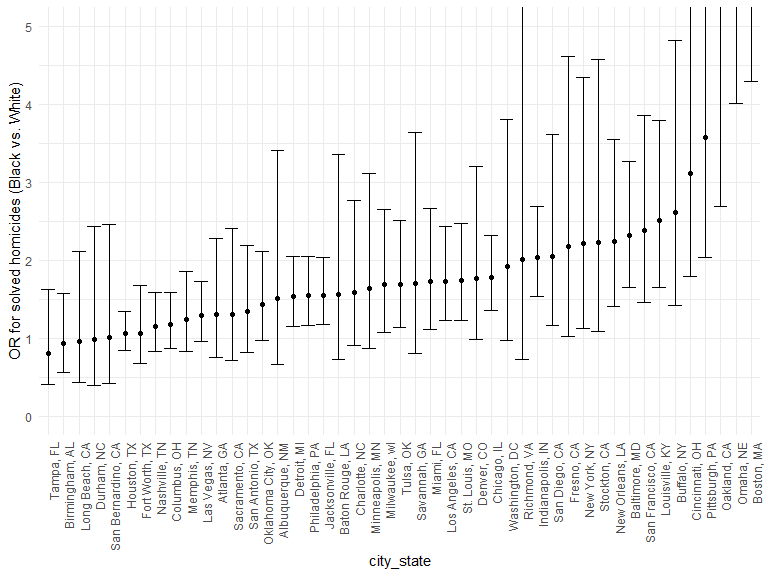 OR for solved homicides (Black vs. White)
5
4
3
2
1
0
Tampa, FL
Birmingham, AL
Long Beach, CA
Durham, NC
San Bernardino, CA
Houston, TX
Fort Worth, TX
Nashville, TN
Columbus, OH
Memphis, TN
Las Vegas, NV
Atlanta, GA
Sacramento, CA
San Antonio, TX
Oklahoma City, OK
Albuquerque, NM
Detroit, MI
Philadelphia, PA
Jacksonville, FL
Baton Rouge, LA
Charlotte, NC
Minneapolis, MN
Milwaukee, wI
Tulsa, OK
Savannah, GA
Miami, FL
Los Angeles, CA
St. Louis, MO
Denver, CO
Chicago, IL
Washington, DC
Richmond, VA
Indianapolis, IN
San Diego, CA
Fresno, CA
New York, NY
Stockton, CA
New Orleans, LA
Baltimore, MD
San Francisco, CA
Louisville, KY
Buffalo, NY
Cincinnati, OH
Pittsburgh, PA
Oakland, CA
Omaha, NE
Boston, MA
city_state